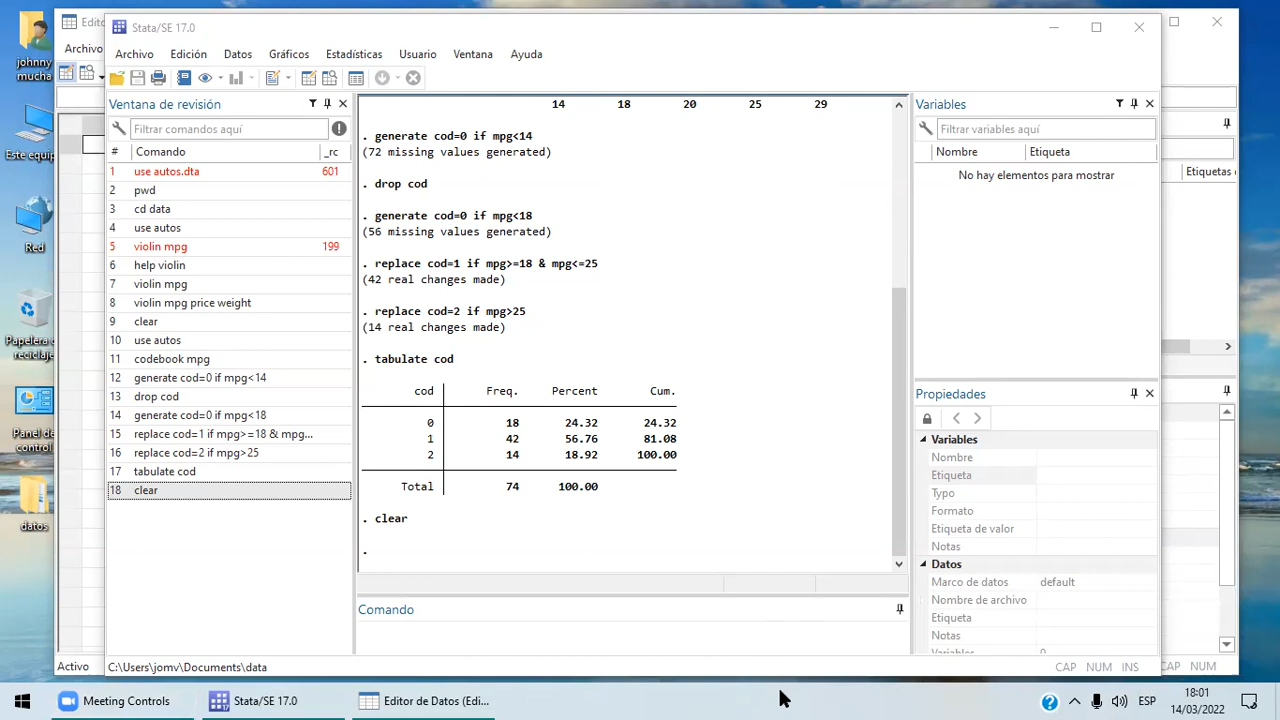 Edito
Archivo
Stata/SE 17.0
Archivo Edición Datos Gráficos Estadísticas Usuario Ventana Ayuda
Ventana de revisión
Filtrar comandos aquí
# Comando _rc
1 use autos.dta 601
2 pwd
3 cd data
4 use autos
5 violin mpg 199
6 help violin
7 violin mpg
8 violin mpg price weight
9 clear
10 use autos
11 codebook mpg
12 generate cod=0 if mpg<14
13 drop cod
14 generate cod=0 if mpg<18
15 replace cod=1 if mpg>=18 & mpg...
16 replace cod=2 if mpg>25
17 tabulate cod
18 clear
14 18 20 25 29
. generate cod=0 if mpg<14
(72 missing values generated)
. drop cod
. generate cod=0 if mpg<18
(56 missing values generated)
. replace cod=1 if mpg>=18 & mpg<=25
(42 real changes made)
. replace cod=2 if mpg>25
(14 real changes made)
. tabulate cod
cod Freq. Percent Cum.
0 18 24.32 24.32
1 42 56.76 81.08
2 14 18.92 100.00
Total 74 100.00
. clear
.
Comando
Variables
Filtrar variables aquí
Nombre Etiqueta
No hay elementos para mostrar
Propiedades
Variables
Nombre
Etiqueta
Typo
Formato
Etiqueta de valor
Notas
Datos
Marco de datos default
Nombre de archivo
Etiqueta
Notas
Variables 0
C:\Users\jomv\Documents\data
CAP NUM INS
Etiquetas d
Activo
CAP NUM
johnny
mucha
Este equip
Red
Papelera
reciclaj
Panel de
control
datos
Meeting Controls
Stata/SE 17.0
Editor de Datos (Edi...
ESP
18:01
14/03/2022